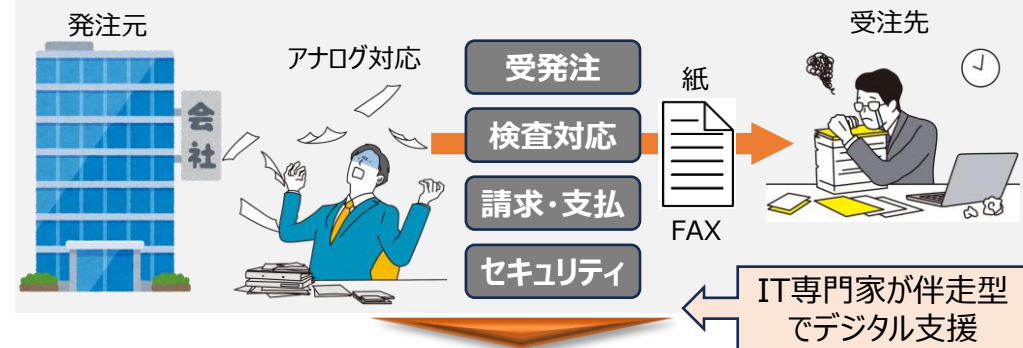 発注元
会社
アナログ対応
受発注
検査対応
請求・支払
セキュリティ
紙
FAX
受注先
IT専門家が伴走型
でデジタル支援